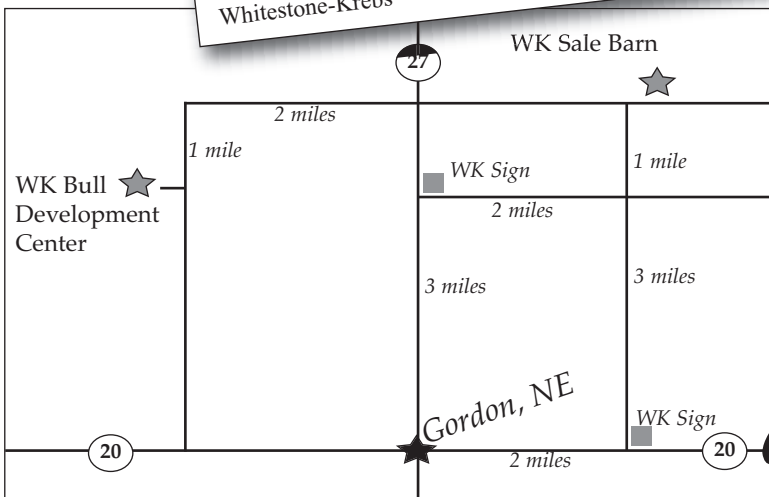 Whitestone-Krebs
WK Sale Barn
27
2 miles
1 mile
1 mile
WK Sign
WK Bull
Development
Center
2 miles
3 miles
3 miles
Gordon, NE
WK Sign
20
20
2 miles